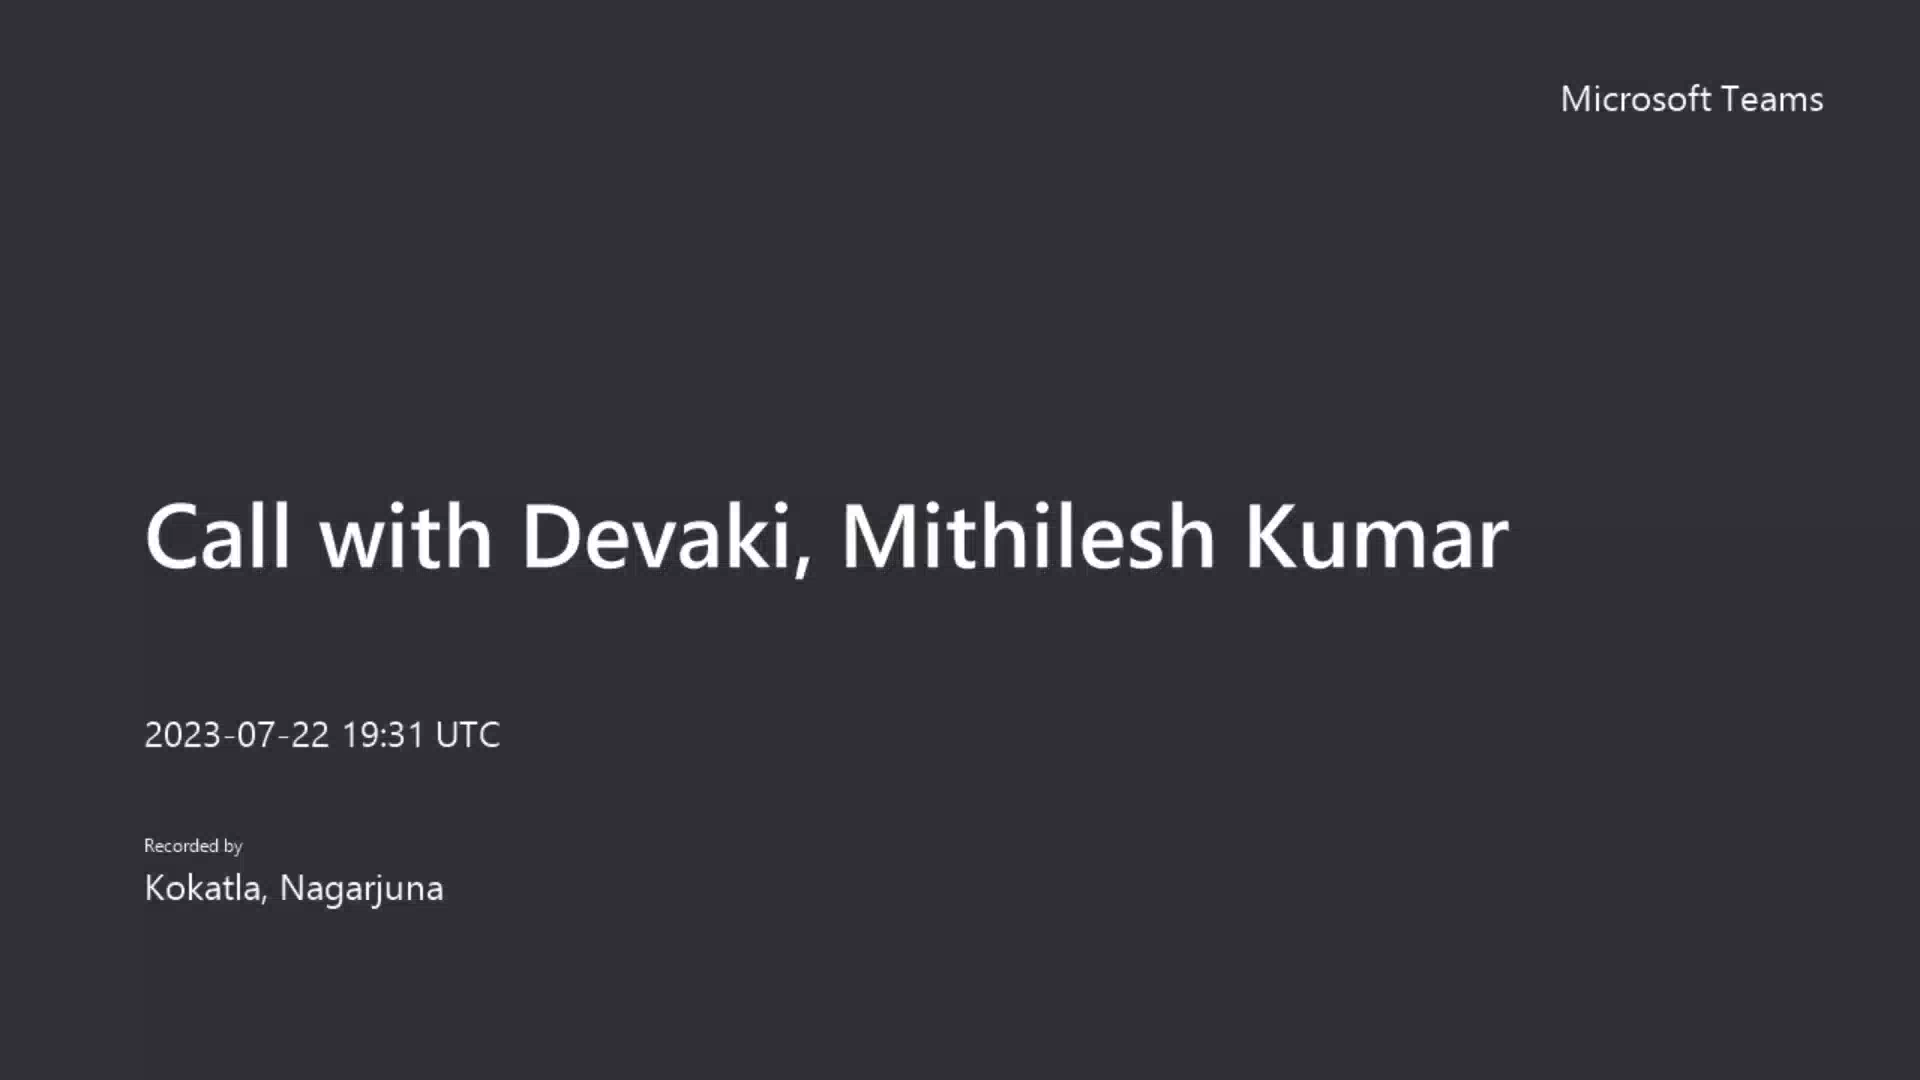 Microsoft Teams
Call with Devaki, Mithilesh Kumar
2023-07-22 19:31 UTC
Recorded by
Kokatla, Nagarjuna